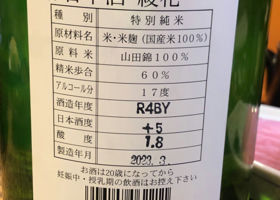 種 別 特別純米
原材料名 米・米麹(国産米100%)
原 料 米 山田錦100%
精米歩合 60%
アルコール分 17度
酒造年度 R4BY
日本酒度 +5
酸 度 1.8
製造年月 2023.3.
お酒は20歳になってから
妊娠中・授乳期の飲酒はお控え下さい